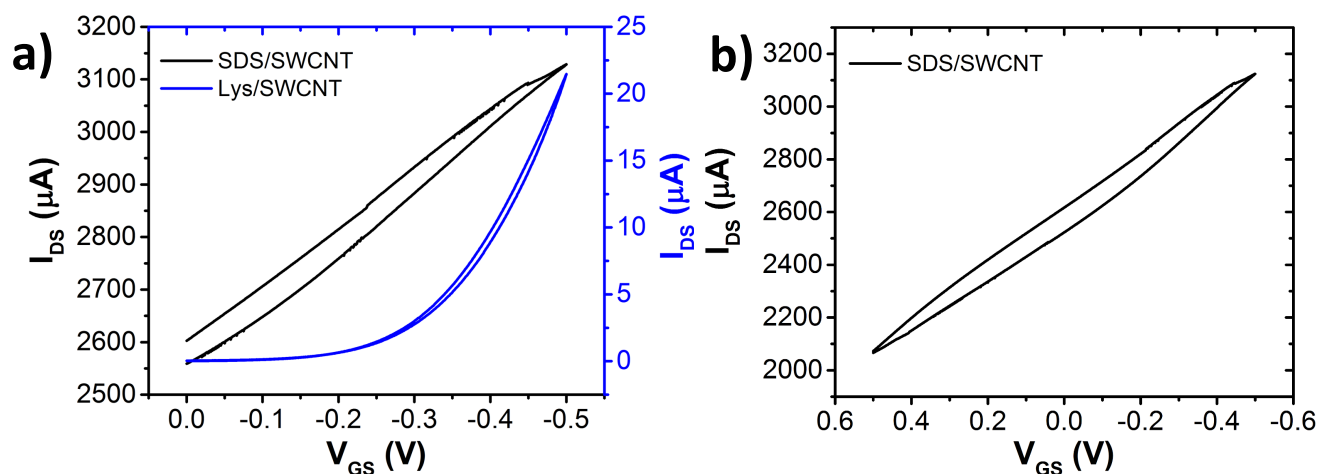 a)
SDS/SWCNT
Lys/SWCNT
3200
3100
3000
2900
2800
2700
2600
2500
I_DS (μA)
0.0 -0.1 -0.2 -0.3 -0.4 -0.5
V_GS (V)
25
20
15
10
5
0
I_DS (μA)
b)
SDS/SWCNT
3200
3000
2800
2600
2400
2200
2000
I_DS (μA)
0.6 0.4 0.2 0.0 -0.2 -0.4 -0.6
V_GS (V)